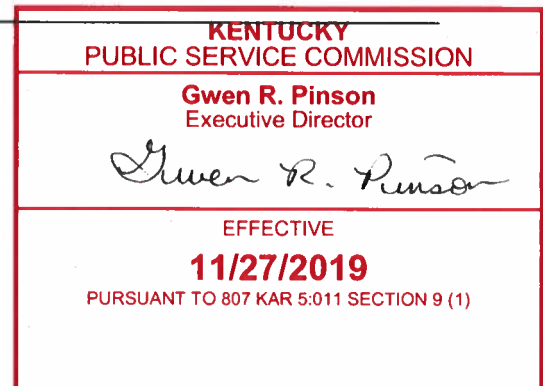 KENTUCKY
PUBLIC SERVICE COMMISSION
Gwen R. Pinson
Executive Director
Gwen R. Pinson
EFFECTIVE
11/27/2019
PURSUANT TO 807 KAR 5:011 SECTION 9 (1)